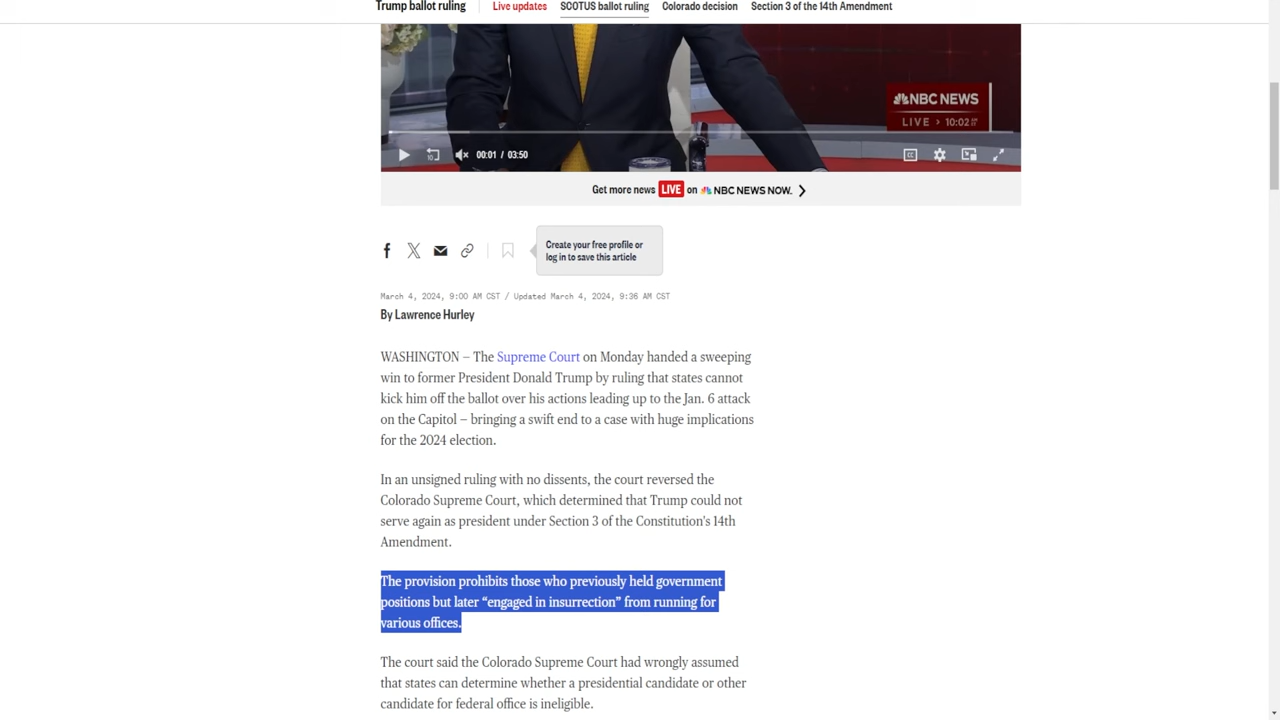 Trump ballot ruling Live updates SCOTUS ballot ruling Colorado decision Section 3 of the 14th Amendment
NBC NEWS
LIVE > 10:02
00:01 / 03:50
Get more news LIVE on NBC NEWS NOW.
Create your free profile or
log in to save this article
March 4, 2024, 9:00 AM CST / Updated March 4, 2024, 9:36 AM CST
By Lawrence Hurley
WASHINGTON — The Supreme Court on Monday handed a sweeping
win to former President Donald Trump by ruling that states cannot
kick him off the ballot over his actions leading up to the Jan. 6 attack
on the Capitol — bringing a swift end to a case with huge implications
for the 2024 election.
In an unsigned ruling with no dissents, the court reversed the
Colorado Supreme Court, which determined that Trump could not
serve again as president under Section 3 of the Constitution's 14th
Amendment.
The provision prohibits those who previously held government
positions but later “engaged in insurrection” from running for
various offices.
The court said the Colorado Supreme Court had wrongly assumed
that states can determine whether a presidential candidate or other
candidate for federal office is ineligible.